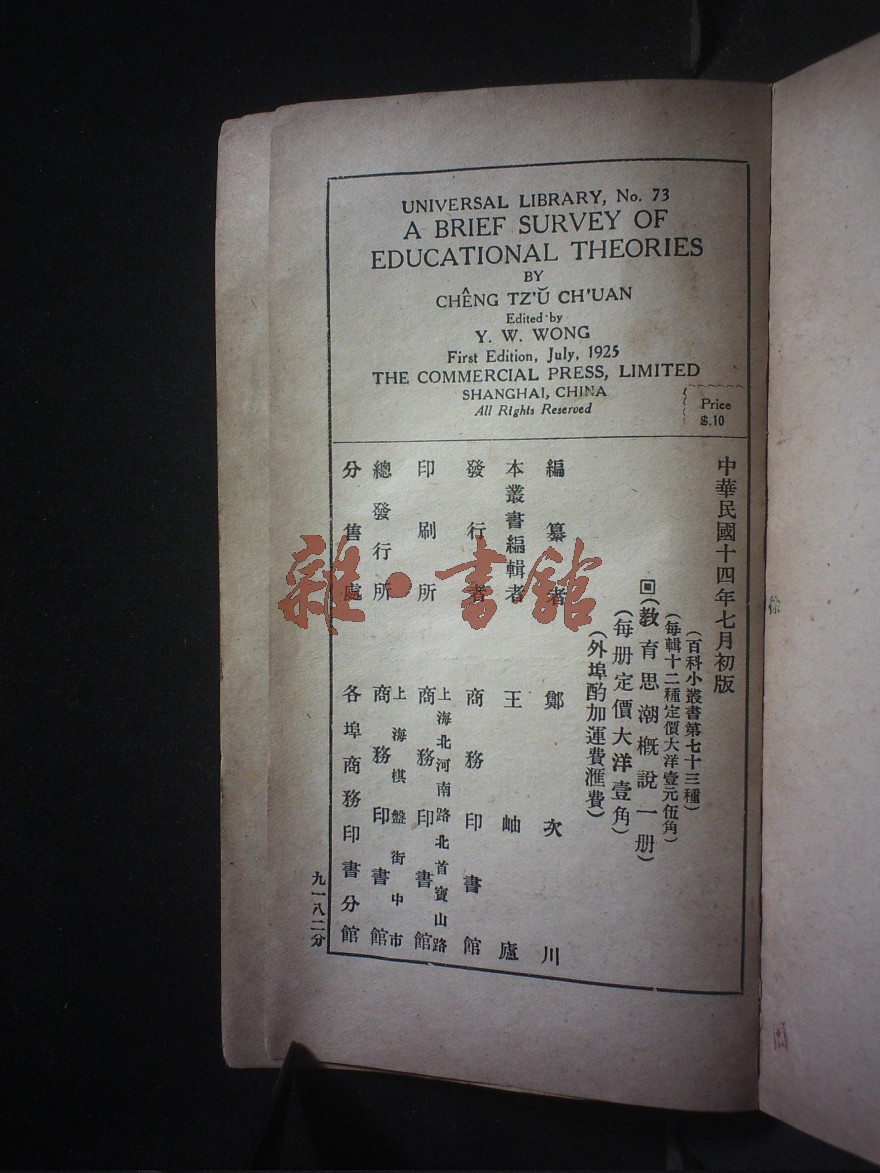 UNIVERSAL LIBRARY, No. 73
A BRIEF SURVEY OF
EDUCATIONAL THEORIES
BY
CHÊNG TZ'Ŭ CH'UAN
Edited by
Y. W. WONG
First Edition, July, 1925
THE COMMERCIAL PRESS, LIMITED
SHANGHAI, CHINA
All Rights Reserved
Price
$.10
中華民國十四年七月初版
(百科小叢書第七十三種)
(每輯十二種定價大洋壹元伍角)
回(教育思潮概說一册)
(每册定價大洋壹角)
(外埠酌加運費滙費)
編纂者 鄭次川
本叢書編輯者 王岫廬
發行者 商務印書館
印刷所 上海北河南路北首寶山路
商務印書館
總發行所 上海棋盤街中市
商務印書館
分售處 各埠商務印書分館
九一八二分
雜·書館
徐